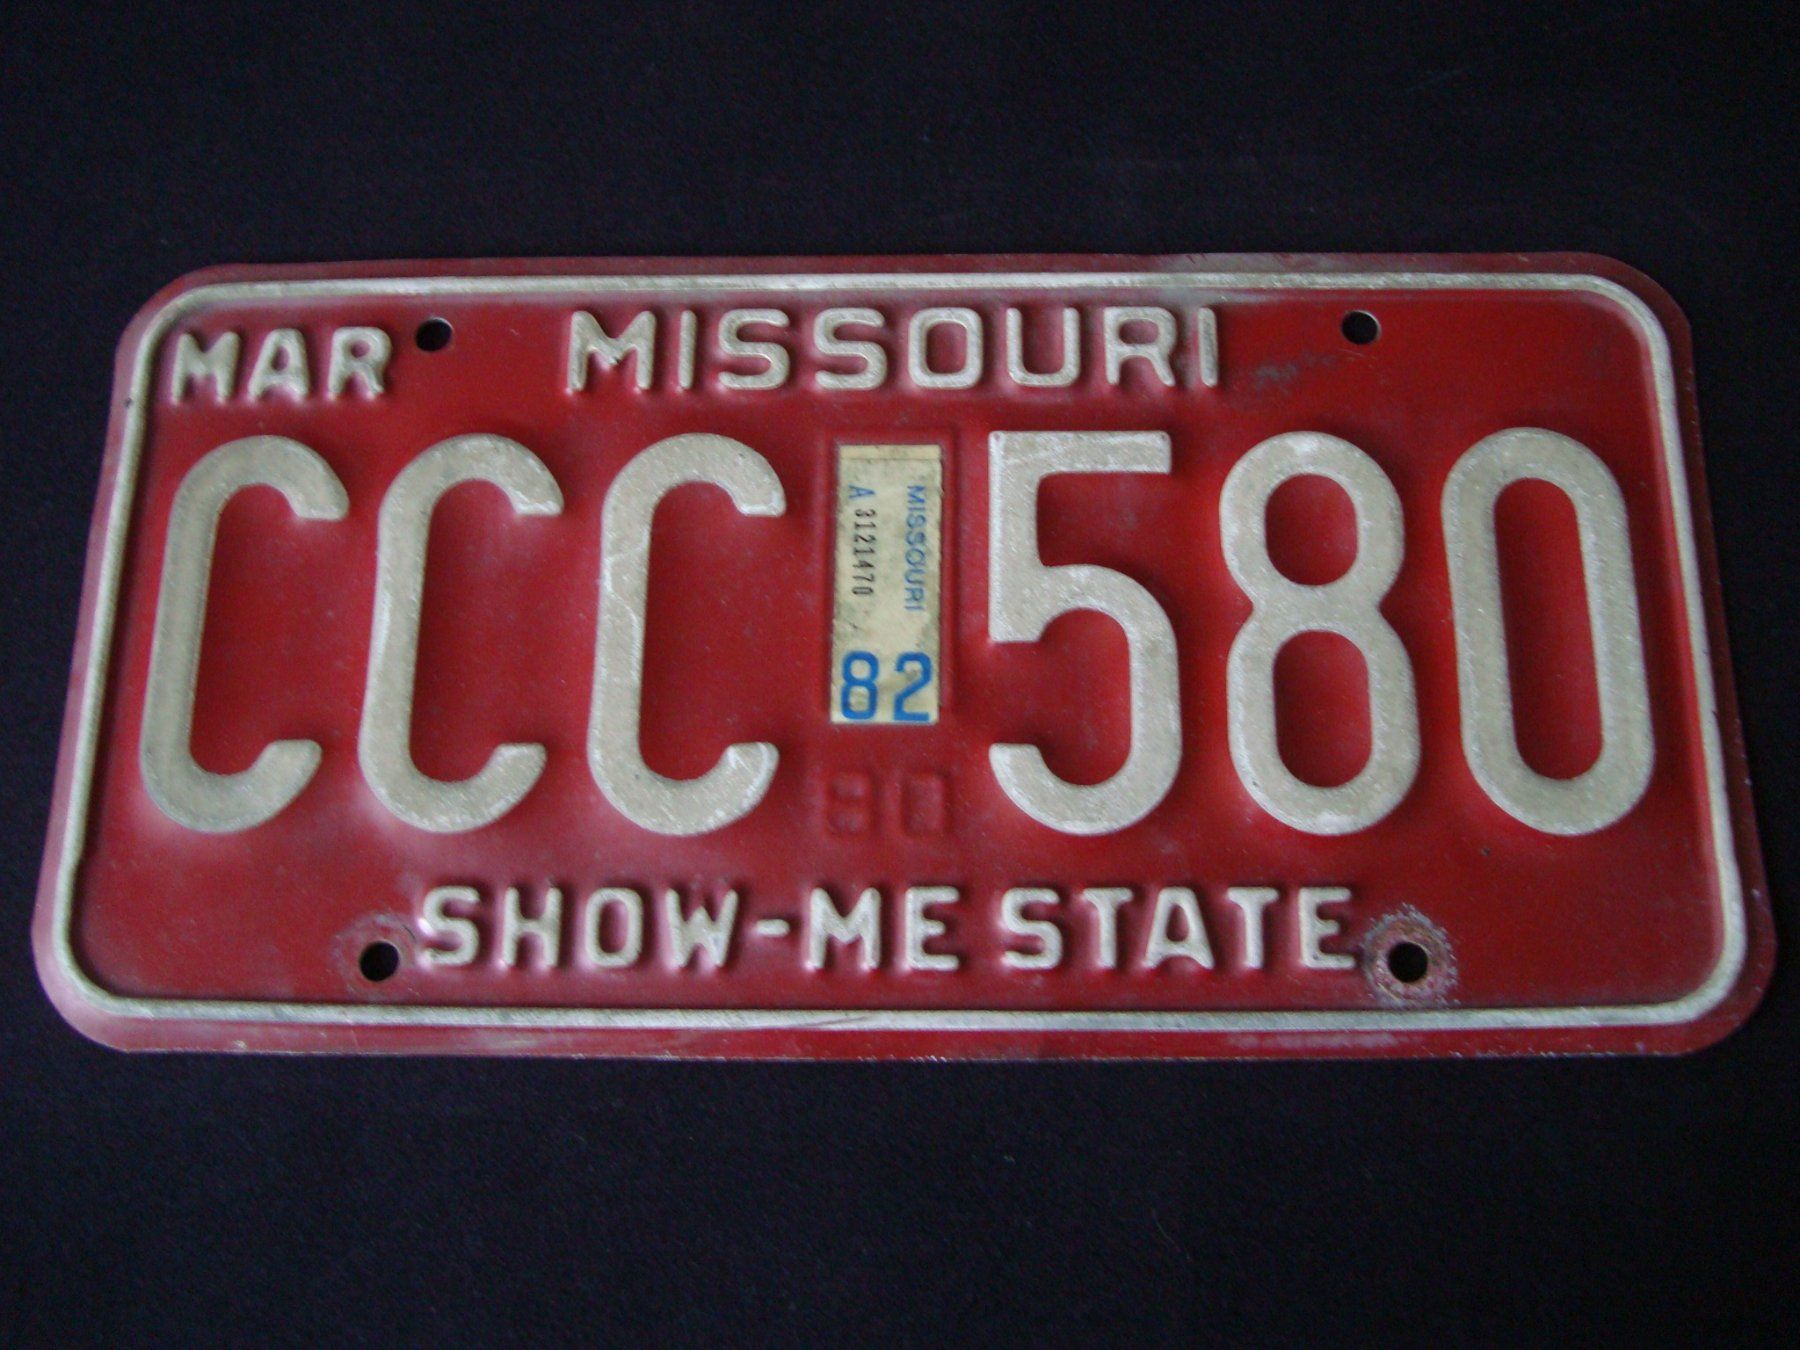 MAR MISSOURI
CCC 580
MISSOURI
A 3121470
82
80
SHOW-ME STATE